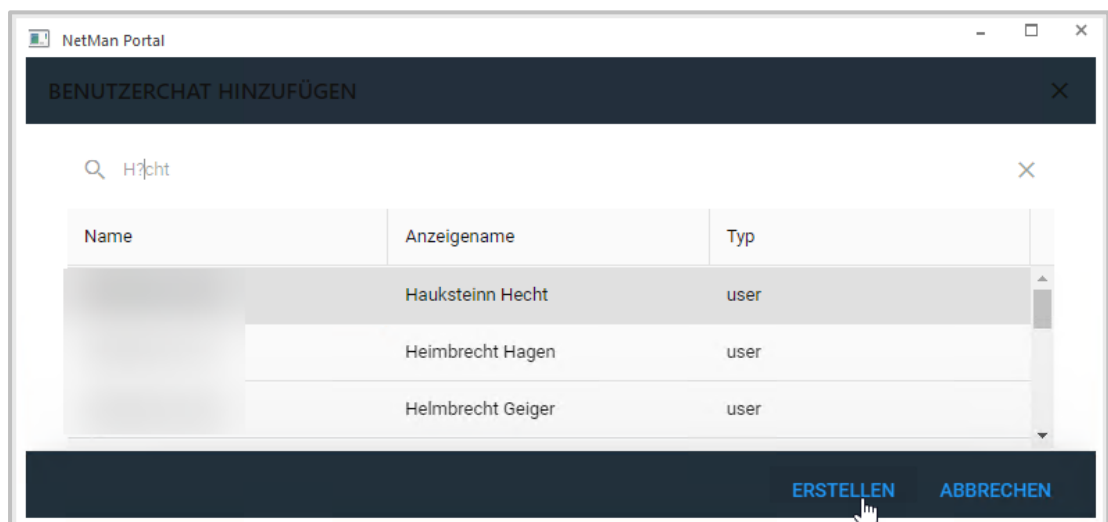 NetMan Portal
BENUTZERCHAT HINZUFÜGEN
H?cht
Name Anzeigename Typ
Hauksteinn Hecht user
Heimbrecht Hagen user
Helmbrecht Geiger user
ERSTELLEN ABBRECHEN